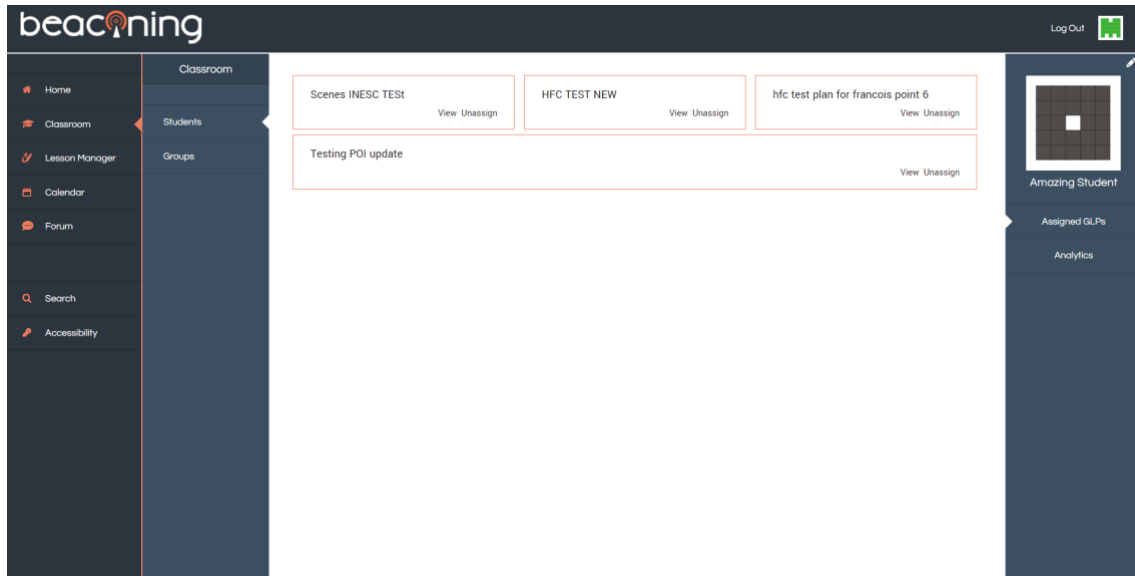 beaconing
Log Out
Home
Classroom
Lesson Manager
Calendar
Forum
Search
Accessibility
Classroom
Students
Groups
Scenes INESC TESt
View Unassign
HFC TEST NEW
View Unassign
hfc test plan for francois point 6
View Unassign
Testing POI update
View Unassign
Amazing Student
Assigned GLPs
Analytics